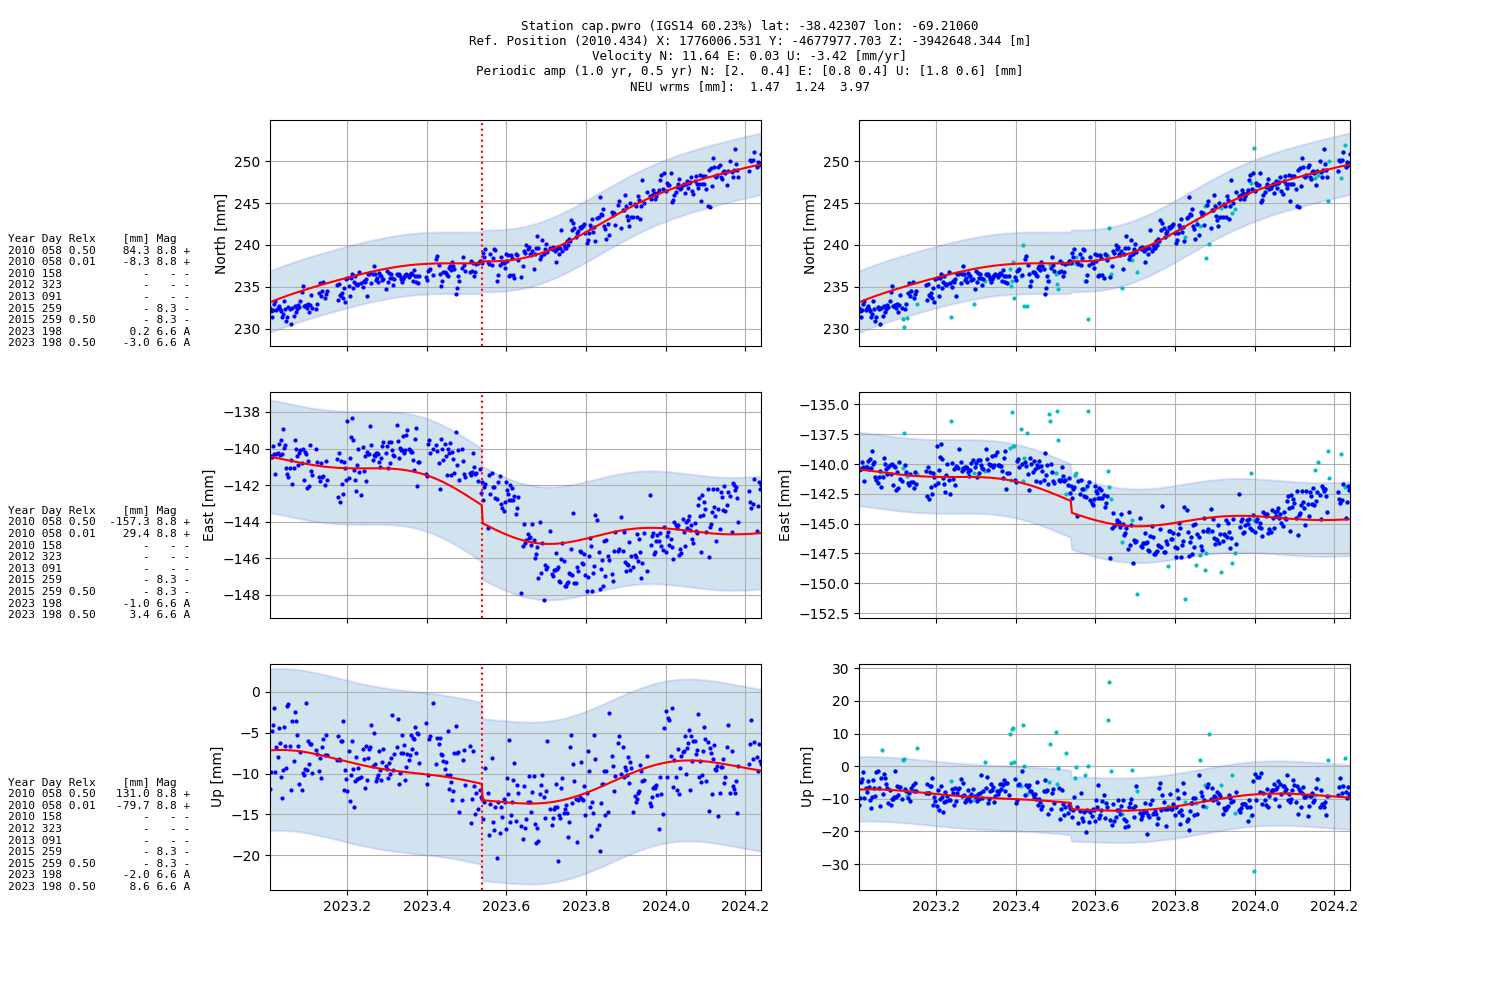 Station cap.pwro (IGS14 60.23%) lat: -38.42307 lon: -69.21060
Ref. Position (2010.434) X: 1776006.531 Y: -4677977.703 Z: -3942648.344 [m]
Velocity N: 11.64 E: 0.03 U: -3.42 [mm/yr]
Periodic amp (1.0 yr, 0.5 yr) N: [2.  0.4] E: [0.8 0.4] U: [1.8 0.6] [mm]
NEU wrms [mm]:  1.47  1.24  3.97
Year Day Relx    [mm] Mag
2010 058 0.50    84.3 8.8 +
2010 058 0.01    -8.3 8.8 +
2010 158            -   - -
2012 323            -   - -
2013 091            -   - -
2015 259            - 8.3 -
2015 259 0.50       - 8.3 -
2023 198          0.2 6.6 A
2023 198 0.50    -3.0 6.6 A
North [mm]
250
245
240
235
230
North [mm]
250
245
240
235
230
Year Day Relx    [mm] Mag
2010 058 0.50  -157.3 8.8 +
2010 058 0.01    29.4 8.8 +
2010 158            -   - -
2012 323            -   - -
2013 091            -   - -
2015 259            - 8.3 -
2015 259 0.50       - 8.3 -
2023 198         -1.0 6.6 A
2023 198 0.50     3.4 6.6 A
East [mm]
−138
−140
−142
−144
−146
−148
East [mm]
−135.0
−137.5
−140.0
−142.5
−145.0
−147.5
−150.0
−152.5
Year Day Relx    [mm] Mag
2010 058 0.50   131.0 8.8 +
2010 058 0.01   -79.7 8.8 +
2010 158            -   - -
2012 323            -   - -
2013 091            -   - -
2015 259            - 8.3 -
2015 259 0.50       - 8.3 -
2023 198         -2.0 6.6 A
2023 198 0.50     8.6 6.6 A
Up [mm]
0
−5
−10
−15
−20
2023.2 2023.4 2023.6 2023.8 2024.0 2024.2
Up [mm]
30
20
10
0
−10
−20
−30
2023.2 2023.4 2023.6 2023.8 2024.0 2024.2